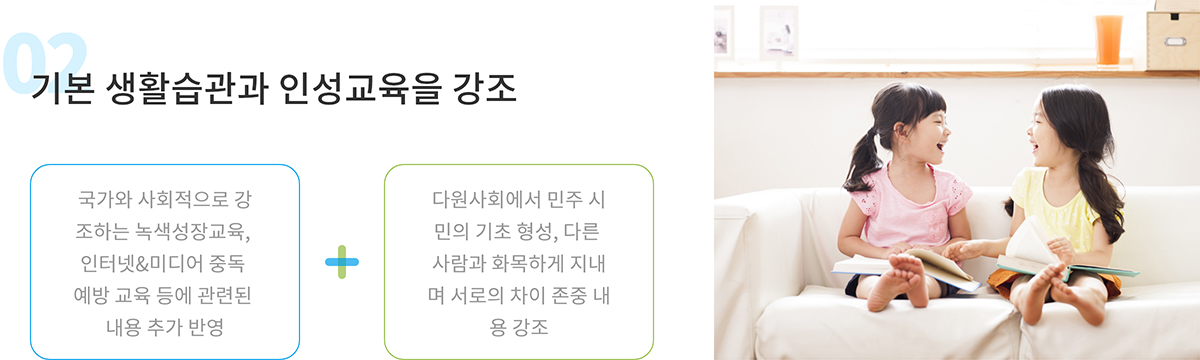 02
기본 생활습관과 인성교육을 강조
국가와 사회적으로 강
조하는 녹색성장교육,
인터넷&미디어 중독
예방 교육 등에 관련된
내용 추가 반영
다원사회에서 민주 시
민의 기초 형성, 다른
사람과 화목하게 지내
며 서로의 차이 존중 내
용 강조